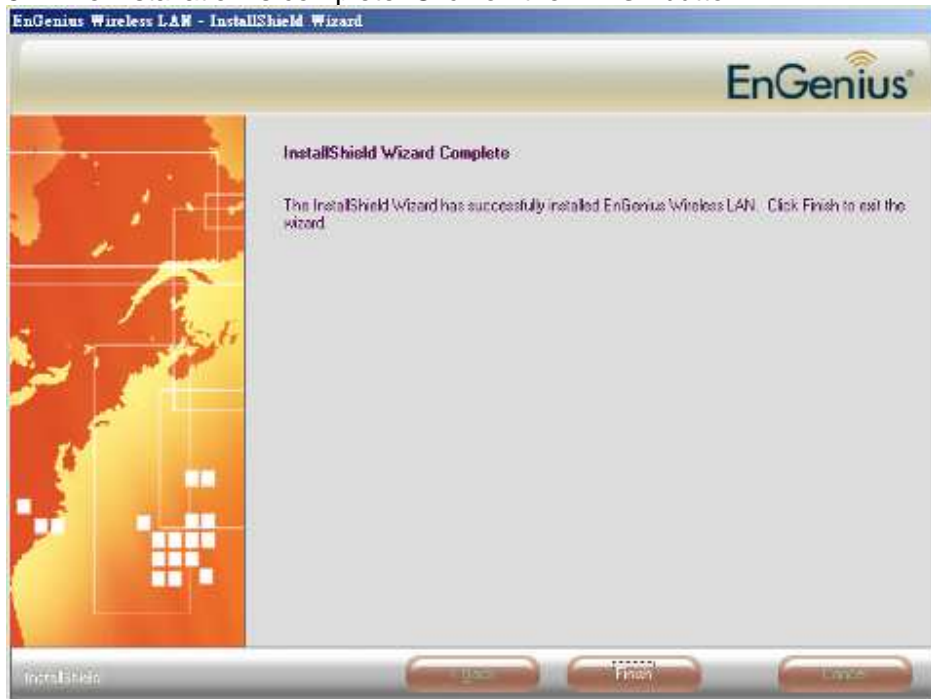 EnGenius Wireless LAN - InstallShield Wizard
EnGenius®
InstallShield Wizard Complete
The InstallShield Wizard has successfully installed EnGenius Wireless LAN. Click Finish to exit the
wizard.
InstallShield
Finish
Cancel